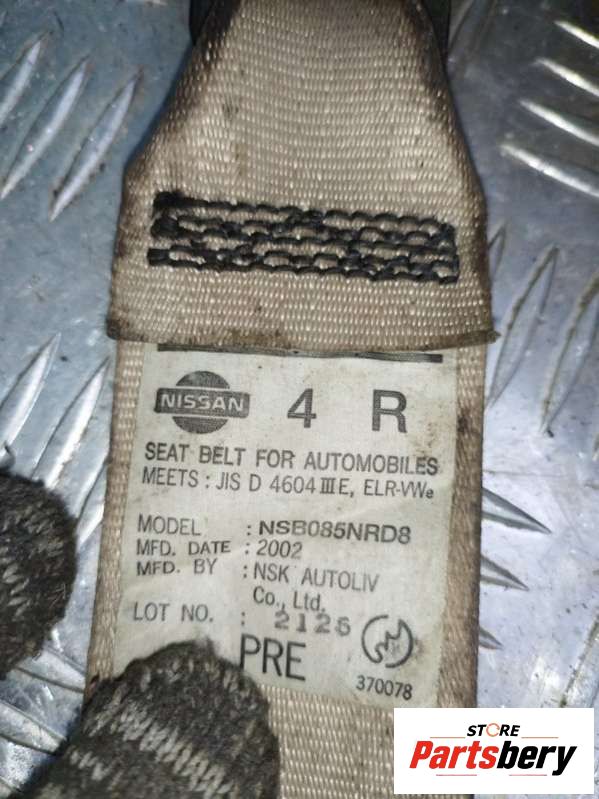 NISSAN 4 R
SEAT BELT FOR AUTOMOBILES
MEETS : JIS D 4604 III E, ELR-VWe
MODEL : NSB085NRD8
MFD. DATE : 2002
MFD. BY : NSK AUTOLIV
Co., Ltd.
LOT NO. : 2126
PRE
370078
STORE
Partsbery